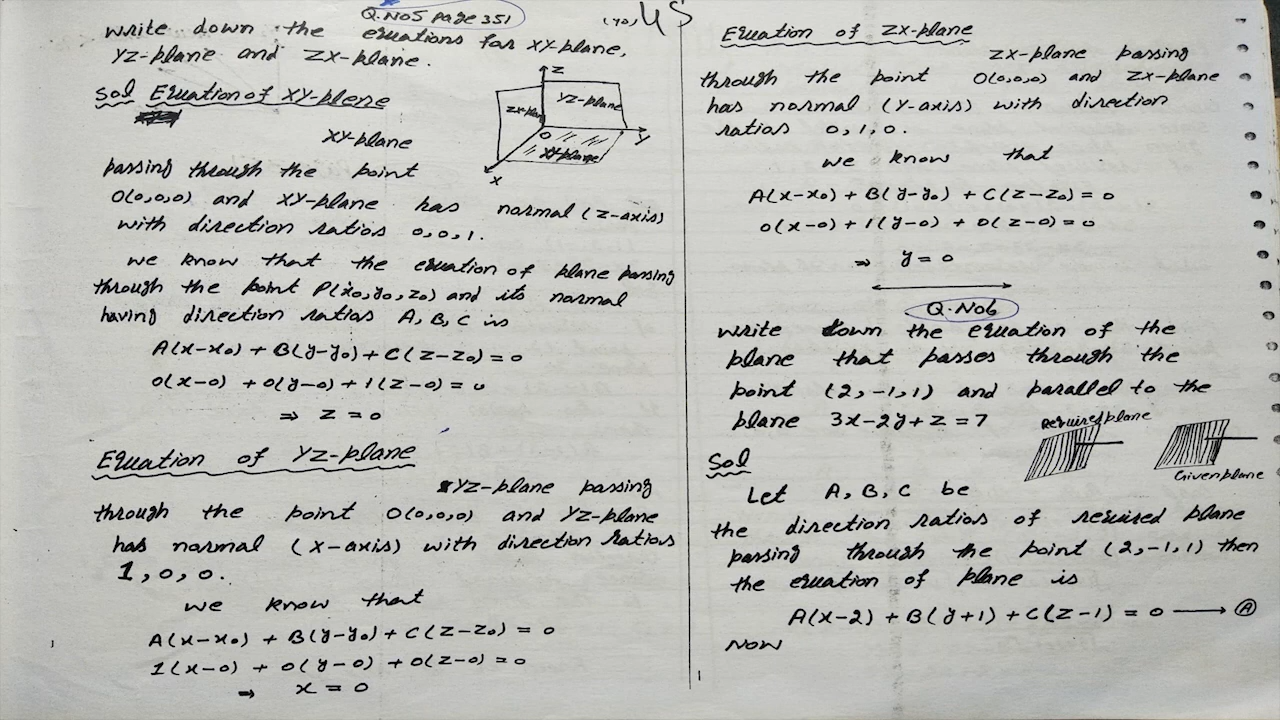 Q.No5 Page 351
write down the equations for XY-plane,
YZ-plane and ZX-plane.
Sol Equation of XY-plene
XY-plane
passing through the point
O(0,0,0) and XY-plane has normal (Z-axis)
with direction ratios 0,0,1.
we know that the equation of plane passing
through the point P(x₀,y₀,z₀) and its normal
having direction ratios A, B, C is
A(x-x₀) + B(y-y₀) + C(z-z₀) = 0
0(x-0) + 0(y-0) + 1(z-0) = 0
⇒ z = 0
Z
ZX-plan
YZ-plane
O
Y
XY-plane
X
Equation of YZ-plane
YZ-plane passing
through the point O(0,0,0) and YZ-plane
has normal (X-axis) with direction ratios
1,0,0.
we know that
A(x-x₀) + B(y-y₀) + C(z-z₀) = 0
1(x-0) + 0(y-0) + 0(z-0) = 0
⇒ x = 0
45
Equation of ZX-plane
ZX-plane passing
through the point O(0,0,0) and ZX-plane
has normal (Y-axis) with direction
ratios 0,1,0.
we know that
A(x-x₀) + B(y-y₀) + C(z-z₀) = 0
0(x-0) + 1(y-0) + 0(z-0) = 0
⇒ y = 0
Q.No6
write down the equation of the
plane that passes through the
point (2,-1,1) and parallel to the
plane 3x-2y+z=7
Required plane
Given plane
Sol
Let A, B, C be
the direction ratios of required plane
passing through the point (2,-1,1) then
the equation of plane is
A(x-2) + B(y+1) + C(z-1) = 0 → Ⓐ
Now